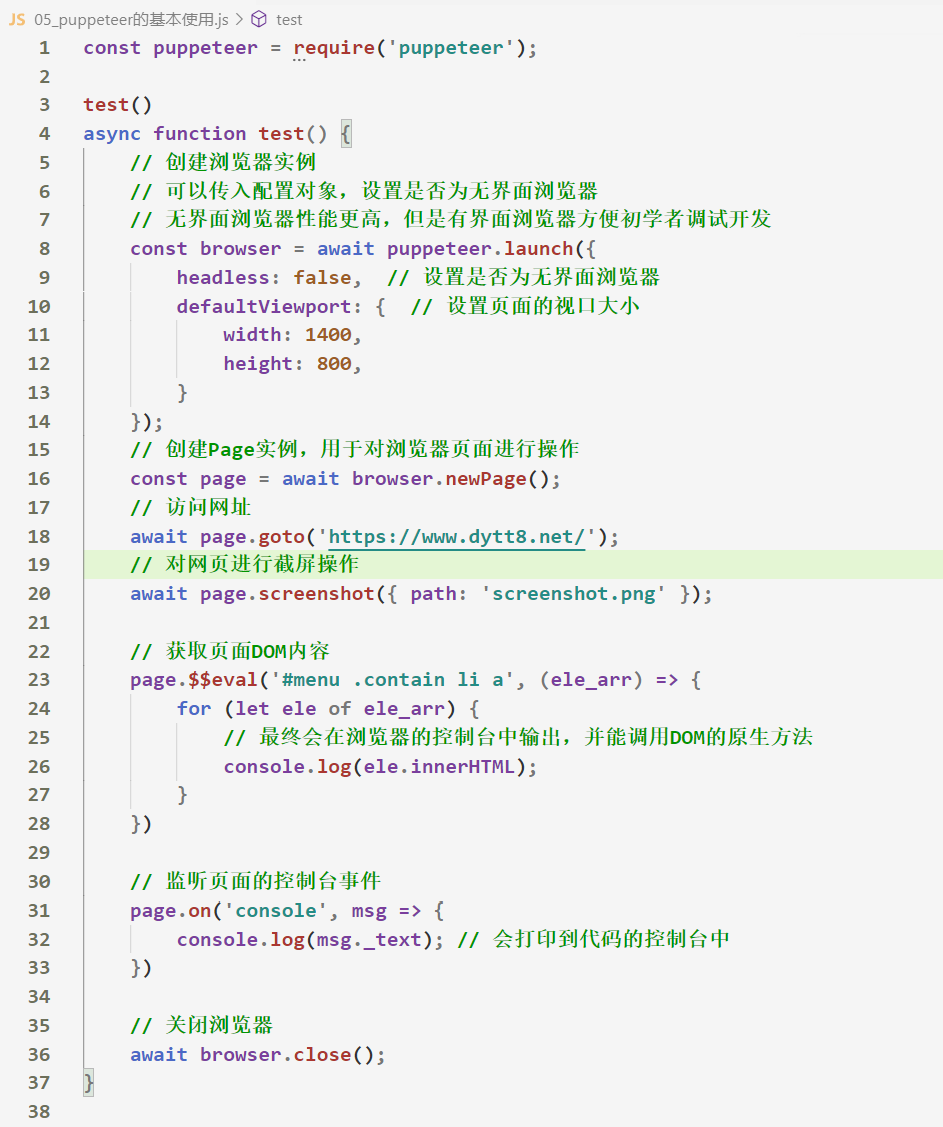 JS 05_puppeteer的基本使用.js > test
1 const puppeteer = require('puppeteer');
2
3 test()
4 async function test() {
5 // 创建浏览器实例
6 // 可以传入配置对象，设置是否为无界面浏览器
7 // 无界面浏览器性能更高，但是有界面浏览器方便初学者调试开发
8 const browser = await puppeteer.launch({
9 headless: false, // 设置是否为无界面浏览器
10 defaultViewport: { // 设置页面的视口大小
11 width: 1400,
12 height: 800,
13 }
14 });
15 // 创建Page实例，用于对浏览器页面进行操作
16 const page = await browser.newPage();
17 // 访问网址
18 await page.goto('https://www.dytt8.net/');
19 // 对网页进行截屏操作
20 await page.screenshot({ path: 'screenshot.png' });
21
22 // 获取页面DOM内容
23 page.$$eval('#menu .contain li a', (ele_arr) => {
24 for (let ele of ele_arr) {
25 // 最终会在浏览器的控制台中输出，并能调用DOM的原生方法
26 console.log(ele.innerHTML);
27 }
28 })
29
30 // 监听页面的控制台事件
31 page.on('console', msg => {
32 console.log(msg._text); // 会打印到代码的控制台中
33 })
34
35 // 关闭浏览器
36 await browser.close();
37 }
38